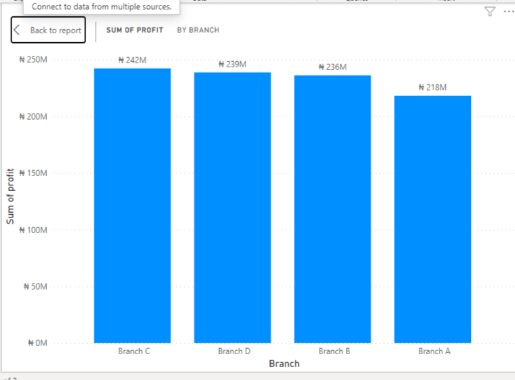 Connect to data from multiple sources.
Back to report
SUM OF PROFIT BY BRANCH
₦ 250M
₦ 200M
₦ 150M
₦ 100M
₦ 50M
₦ 0M
Sum of profit
₦ 242M
₦ 239M
₦ 236M
₦ 218M
Branch C
Branch D
Branch B
Branch A
Branch